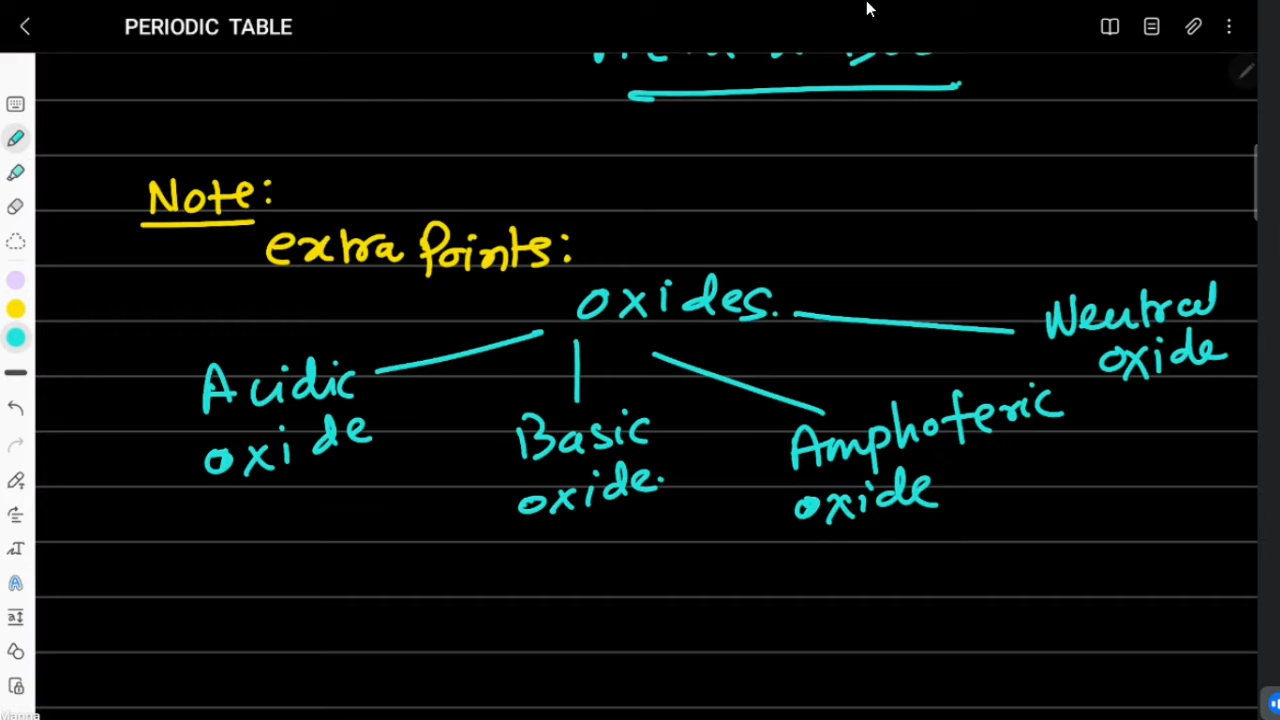 PERIODIC TABLE
Note:
extra Points:
oxides.
Neutral
oxide
Acidic
oxide
Basic
oxide.
Amphoteric
oxide